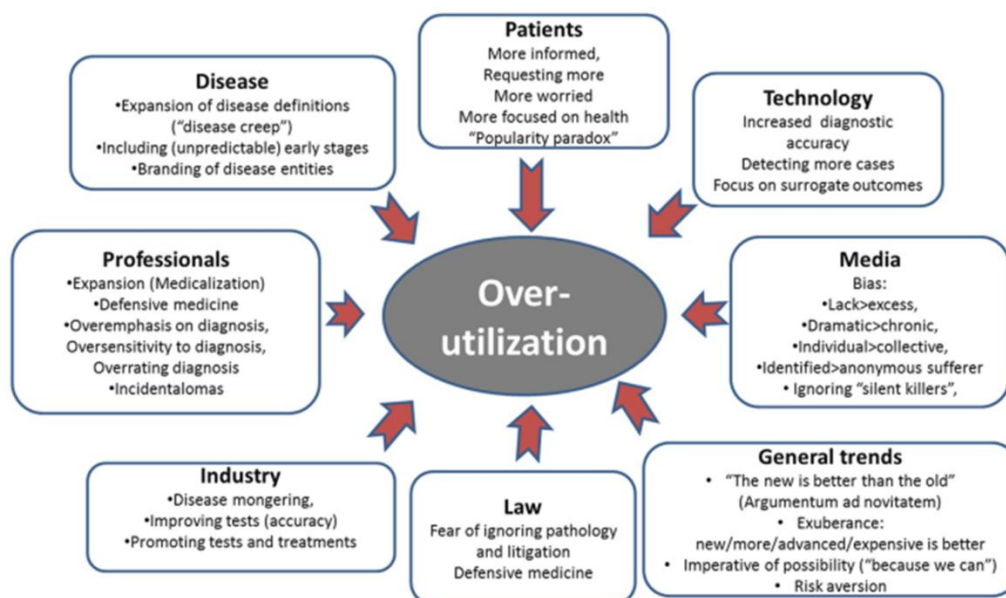 Patients
More informed,
Requesting more
More worried
More focused on health
“Popularity paradox”
Disease
•Expansion of disease definitions
(“disease creep”)
•Including (unpredictable) early stages
•Branding of disease entities
Technology
Increased diagnostic
accuracy
Detecting more cases
Focus on surrogate outcomes
Professionals
•Expansion (Medicalization)
•Defensive medicine
•Overemphasis on diagnosis,
Oversensitivity to diagnosis,
Overrating diagnosis
•Incidentalomas
Over-
utilization
Media
Bias:
•Lack>excess,
•Dramatic>chronic,
•Individual>collective,
•Identified>anonymous sufferer
•Ignoring “silent killers”,
Industry
•Disease mongering,
•Improving tests (accuracy)
•Promoting tests and treatments
Law
Fear of ignoring pathology
and litigation
Defensive medicine
General trends
• “The new is better than the old”
(Argumentum ad novitatem)
• Exuberance:
new/more/advanced/expensive is better
• Imperative of possibility (“because we can”)
• Risk aversion